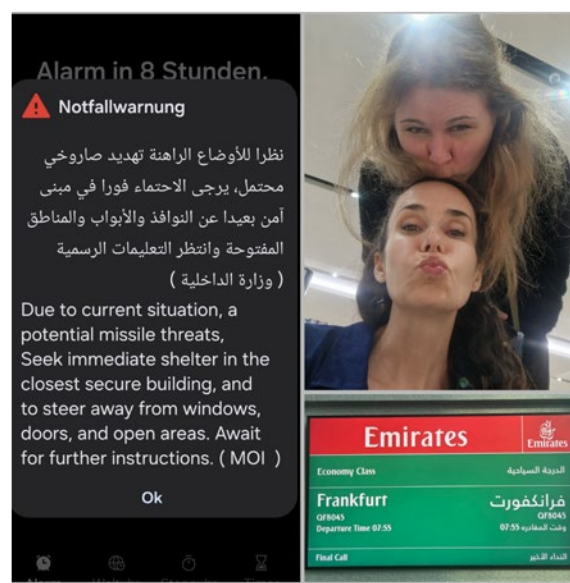 Alarm in 8 Stunden,
Notfallwarnung
نظرا للأوضاع الراهنة تهديد صاروخي
محتمل، يرجى الاحتماء فورا في مبنى
آمن بعيدا عن النوافذ والأبواب والمناطق
المفتوحة وانتظر التعليمات الرسمية
( وزارة الداخلية )
Due to current situation, a
potential missile threats,
Seek immediate shelter in the
closest secure building, and
to steer away from windows,
doors, and open areas. Await
for further instructions. ( MOI )
Ok
Emirates
Emirates
Economy Class الدرجة السياحية
Frankfurt فرانكفورت
QF8045 QF8045
Departure Time 07:55 وقت المغادرة 07:55
Final Call النداء الأخير